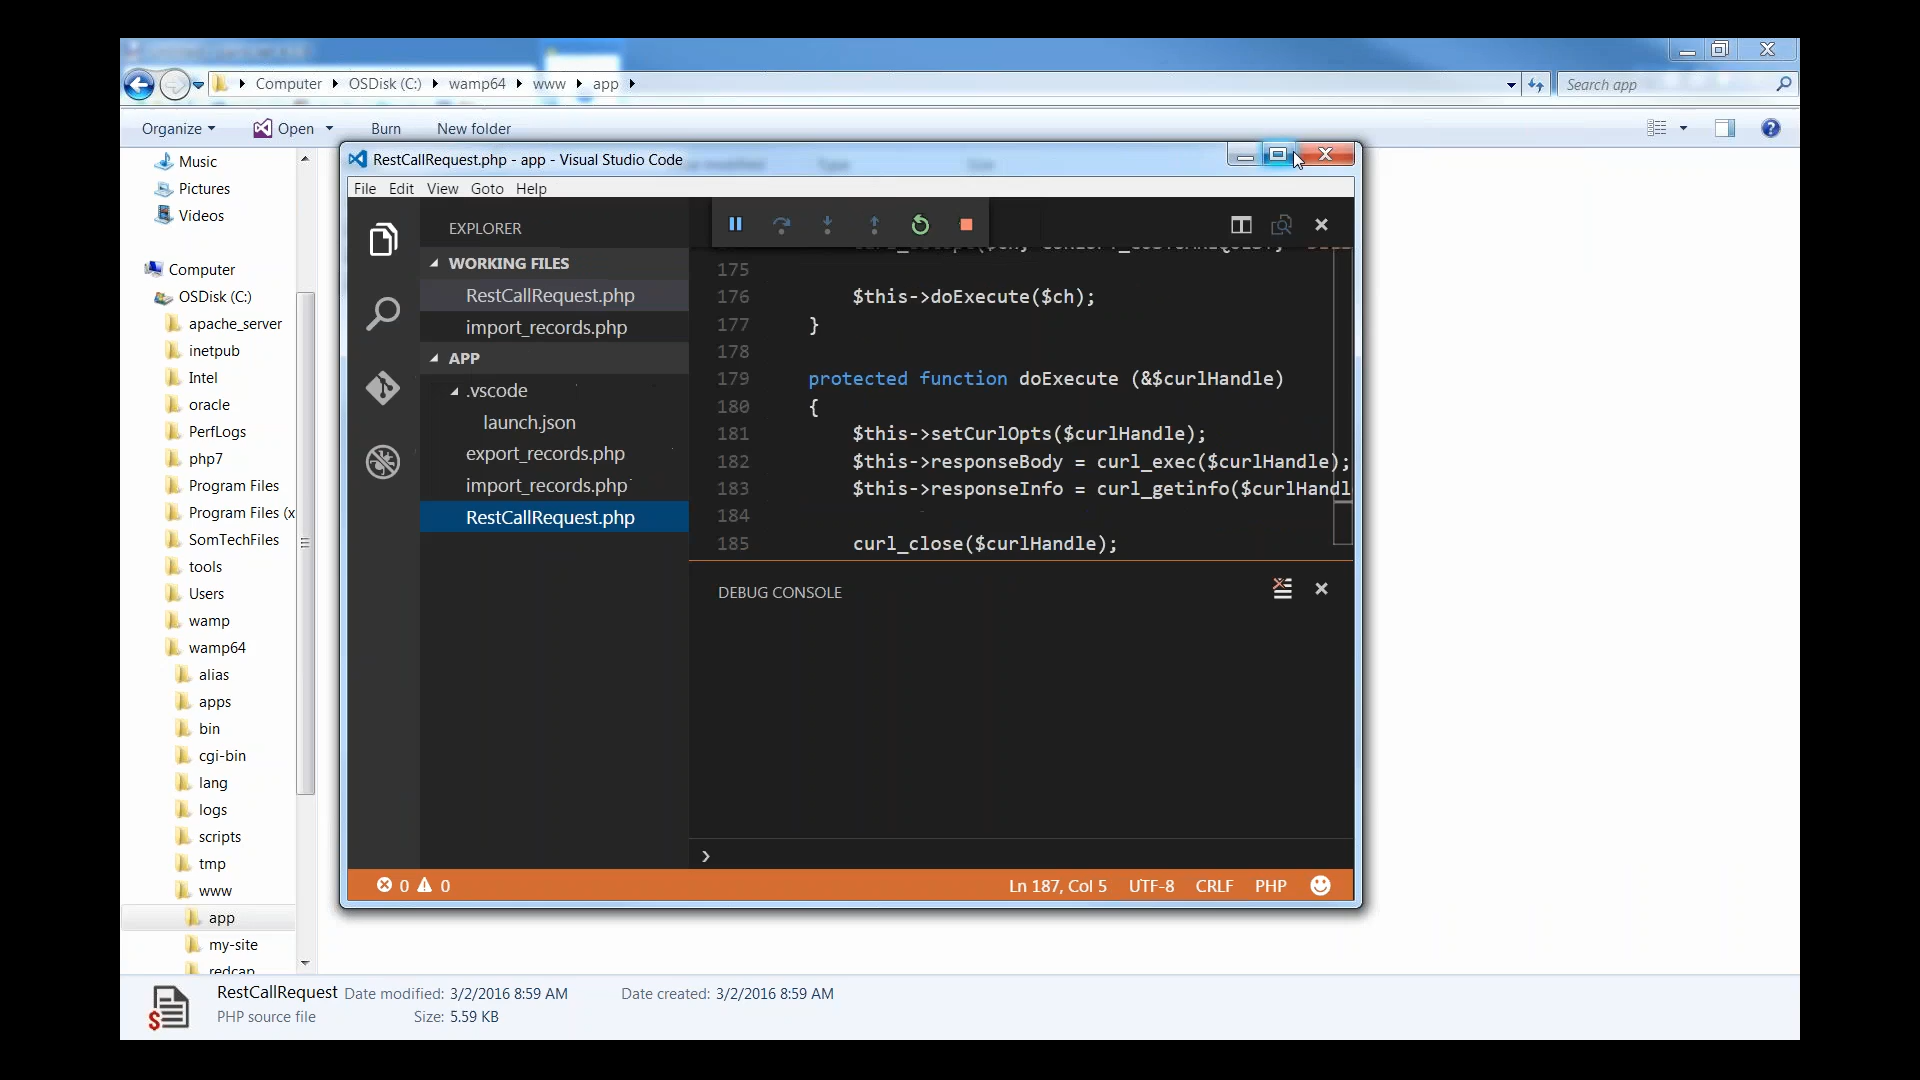 Computer
OSDisk (C:)
wamp64
www
app
Search app
Organize
Open
Burn
New folder
Music
Pictures
Videos
Computer
OSDisk (C:)
apache_server
inetpub
Intel
oracle
PerfLogs
php7
Program Files
Program Files (x
SomTechFiles
tools
Users
wamp
wamp64
alias
apps
bin
cgi-bin
lang
logs
scripts
tmp
www
app
my-site
redcap
RestCallRequest.php - app - Visual Studio Code
File Edit View Goto Help
EXPLORER
WORKING FILES
RestCallRequest.php
import_records.php
APP
.vscode
launch.json
export_records.php
import_records.php
RestCallRequest.php
175
176 $this->doExecute($ch);
177 }
178
179 protected function doExecute (&$curlHandle)
180 {
181 $this->setCurlOpts($curlHandle);
182 $this->responseBody = curl_exec($curlHandle);
183 $this->responseInfo = curl_getinfo($curlHandl
184
185 curl_close($curlHandle);
DEBUG CONSOLE
0 0
Ln 187, Col 5 UTF-8 CRLF PHP
RestCallRequest Date modified: 3/2/2016 8:59 AM Date created: 3/2/2016 8:59 AM
PHP source file Size: 5.59 KB